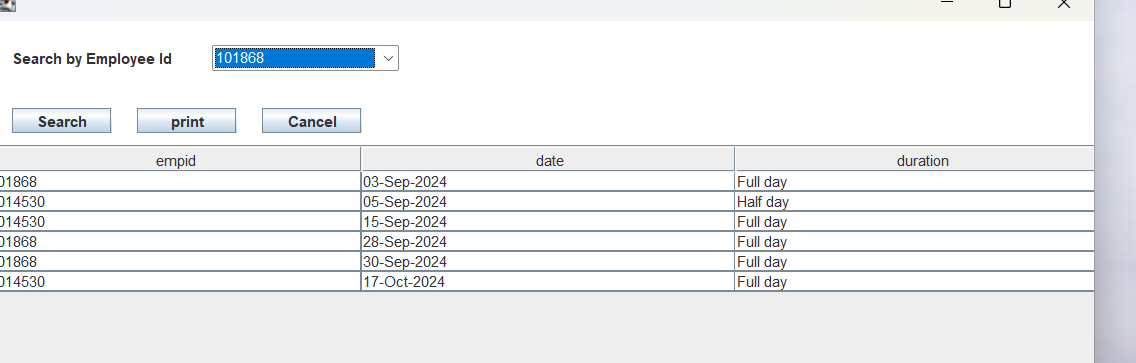 Search by Employee Id 101868
Search print Cancel
empid date duration
01868 03-Sep-2024 Full day
014530 05-Sep-2024 Half day
014530 15-Sep-2024 Full day
01868 28-Sep-2024 Full day
01868 30-Sep-2024 Full day
014530 17-Oct-2024 Full day